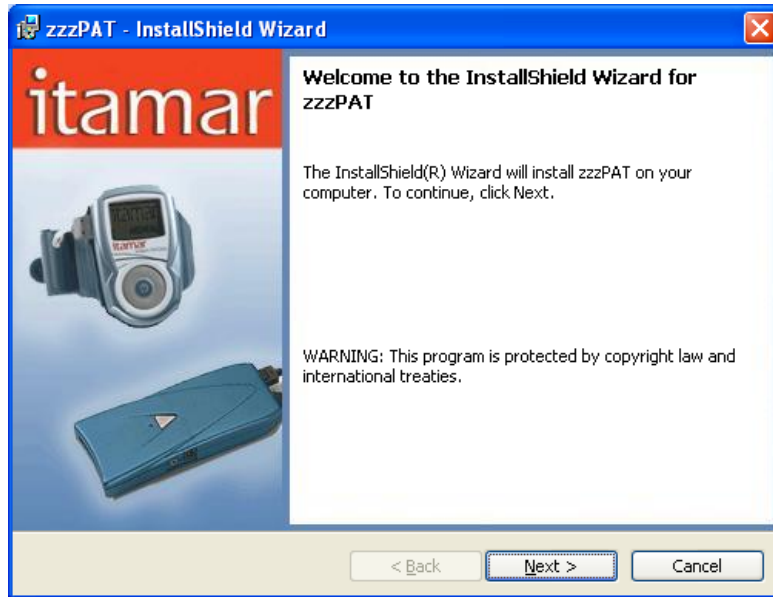 zzzPAT - InstallShield Wizard
itamar
Welcome to the InstallShield Wizard for
zzzPAT
The InstallShield(R) Wizard will install zzzPAT on your
computer. To continue, click Next.
itamar
WARNING: This program is protected by copyright law and
international treaties.
< Back
Next >
Cancel